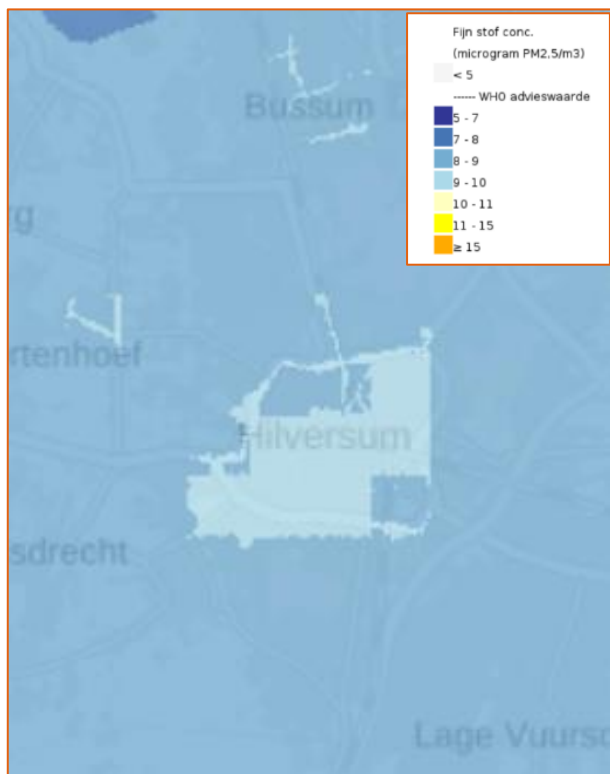 Fijn stof conc.
(microgram PM2,5/m3)
< 5
------ WHO advieswaarde
5 - 7
7 - 8
8 - 9
9 - 10
10 - 11
11 - 15
≥ 15
Bussum
rg
rtenhoef
Hilversum
sdrecht
Lage Vuursc